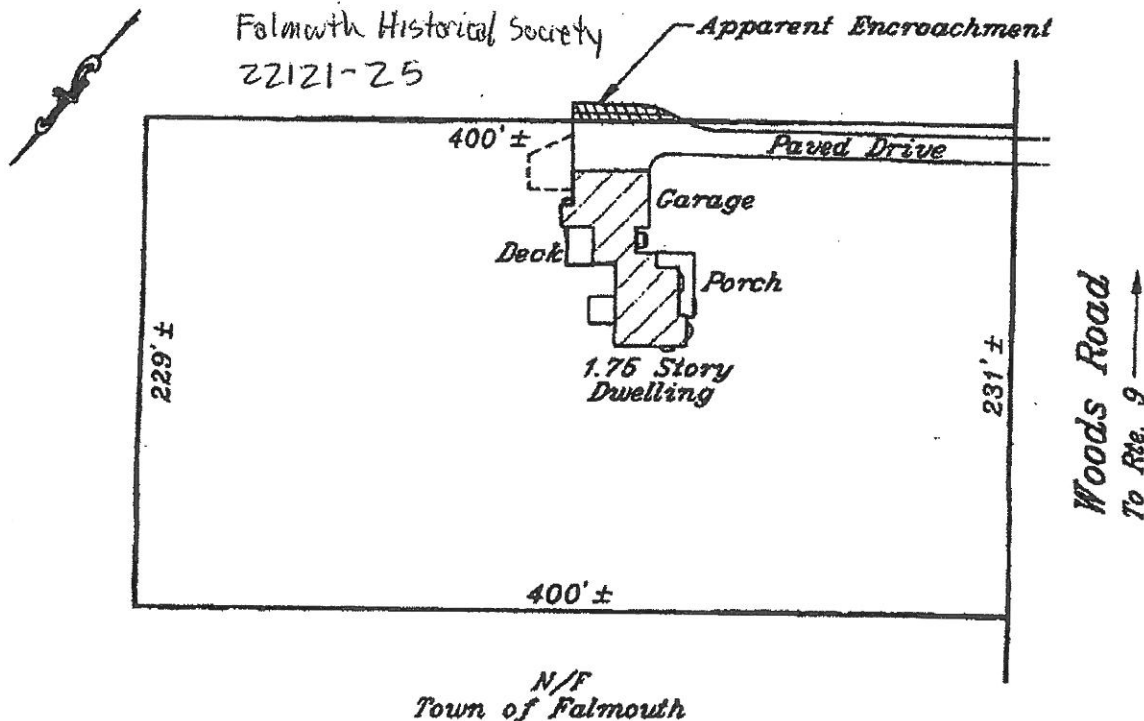 Falmouth Historical Society
22121-25
Apparent Encroachment
400' ±
Paved Drive
Garage
Deck
Porch
229' ±
1.75 Story
Dwelling
231' ±
Woods Road
To Rte. 9
400' ±
N/F
Town of Falmouth